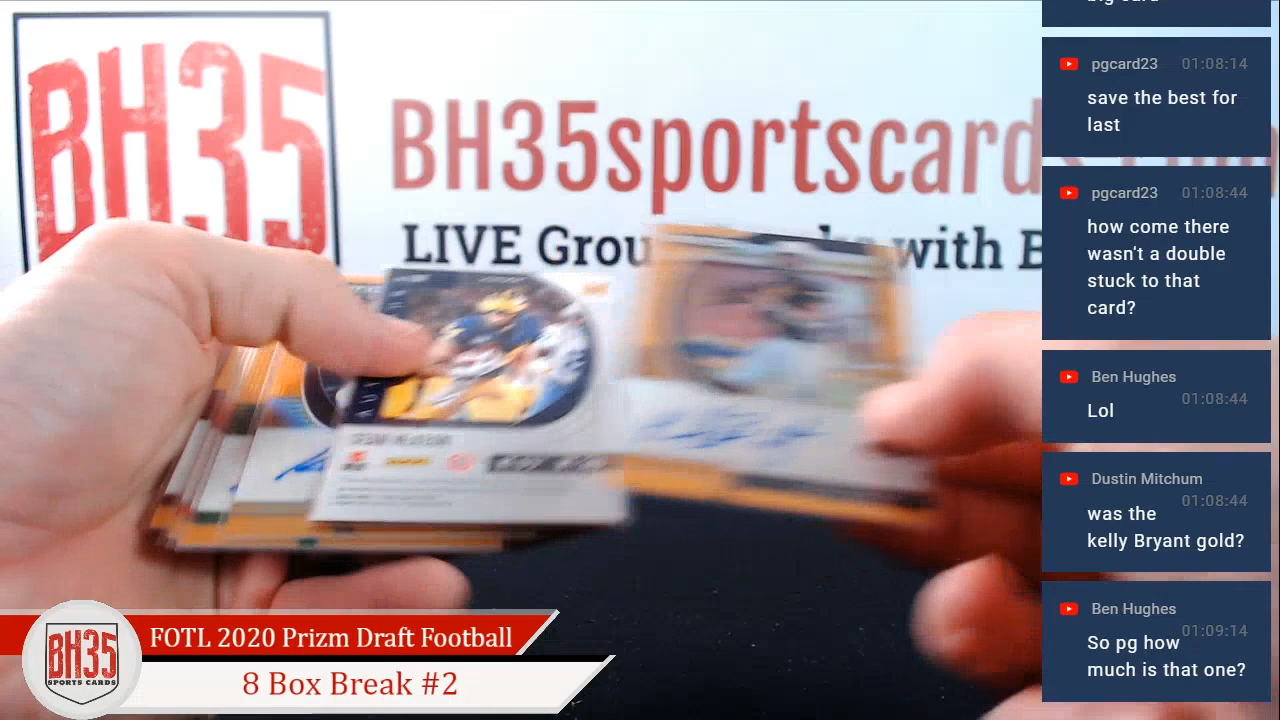 BH35
BH35sportscard
LIVE Grou with B
big card
pgcard23 01:08:14
save the best for
last
pgcard23 01:08:44
how come there
wasn't a double
stuck to that
card?
Ben Hughes
01:08:44
Lol
Dustin Mitchum
01:08:44
was the
kelly Bryant gold?
Ben Hughes
01:09:14
So pg how
much is that one?
BH35
SPORTS CARDS
FOTL 2020 Prizm Draft Football
8 Box Break #2